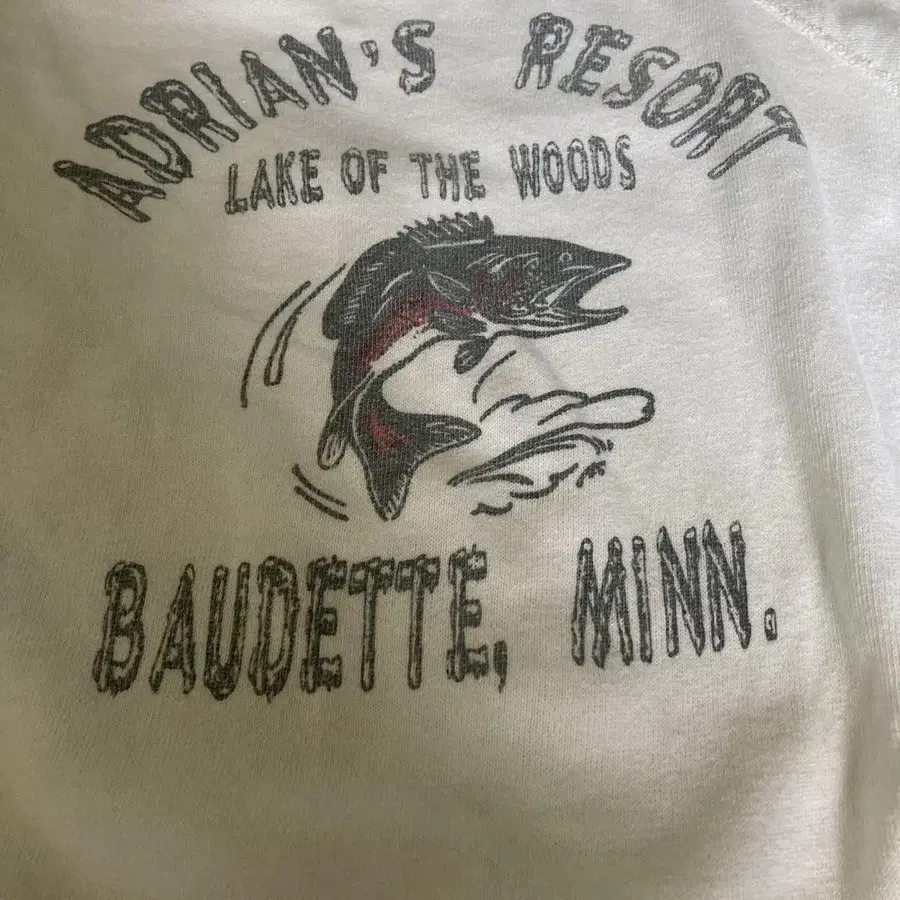 ADRIAN'S RESORT
LAKE OF THE WOODS
BAUDETTE, MINN.